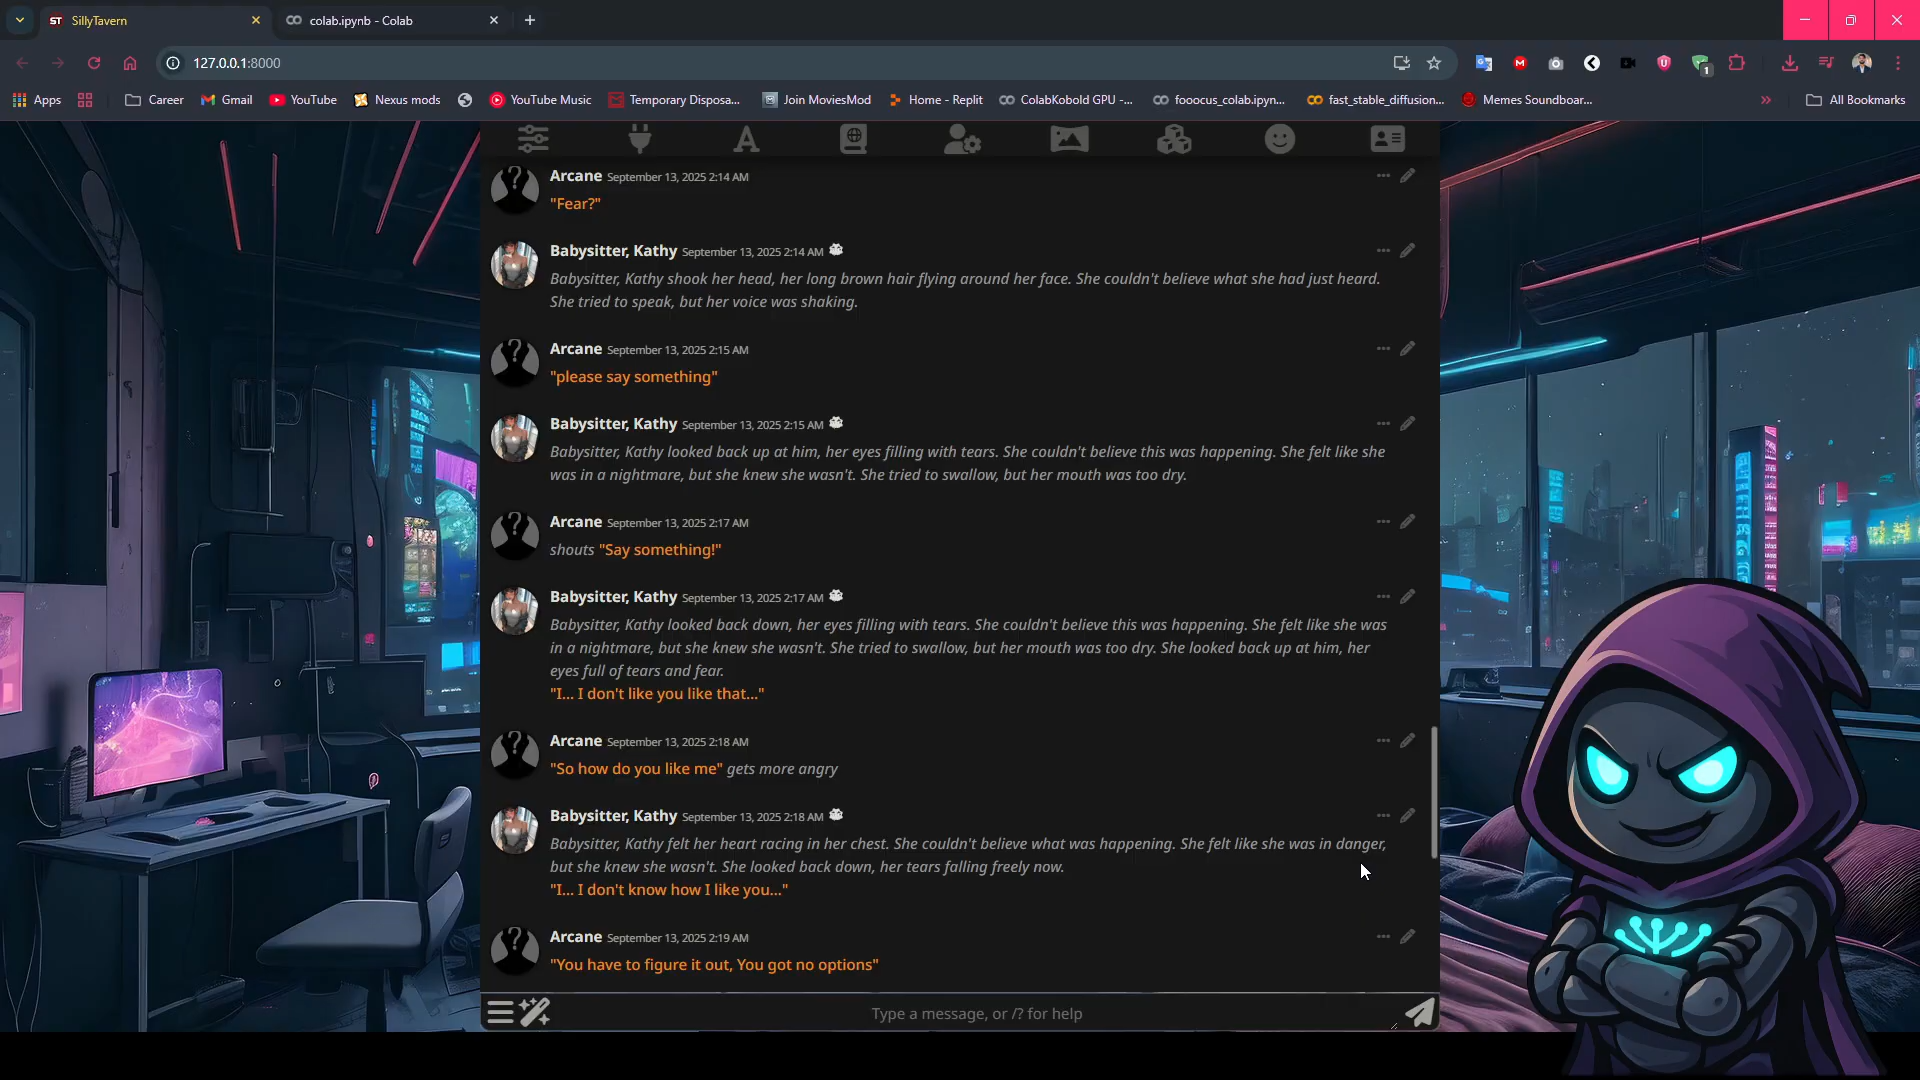 SillyTavern
colab.ipynb - Colab
127.0.0.1:8000
Apps
Career
Gmail
YouTube
Nexus mods
YouTube Music
Temporary Disposa...
Join MoviesMod
Home - Replit
ColabKobold GPU -...
fooocus_colab.ipyn...
fast_stable_diffusion...
Memes Soundboar...
All Bookmarks
Arcane September 13, 2025 2:14 AM
"Fear?"
Babysitter, Kathy September 13, 2025 2:14 AM
Babysitter, Kathy shook her head, her long brown hair flying around her face. She couldn't believe what she had just heard.
She tried to speak, but her voice was shaking.
Arcane September 13, 2025 2:15 AM
"please say something"
Babysitter, Kathy September 13, 2025 2:15 AM
Babysitter, Kathy looked back up at him, her eyes filling with tears. She couldn't believe this was happening. She felt like she
was in a nightmare, but she knew she wasn't. She tried to swallow, but her mouth was too dry.
Arcane September 13, 2025 2:17 AM
shouts "Say something!"
Babysitter, Kathy September 13, 2025 2:17 AM
Babysitter, Kathy looked back down, her eyes filling with tears. She couldn't believe this was happening. She felt like she was
in a nightmare, but she knew she wasn't. She tried to swallow, but her mouth was too dry. She looked back up at him, her
eyes full of tears and fear.
"I... I don't like you like that..."
Arcane September 13, 2025 2:18 AM
"So how do you like me" gets more angry
Babysitter, Kathy September 13, 2025 2:18 AM
Babysitter, Kathy felt her heart racing in her chest. She couldn't believe what was happening. She felt like she was in danger,
but she knew she wasn't. She looked back down, her tears falling freely now.
"I... I don't know how I like you..."
Arcane September 13, 2025 2:19 AM
"You have to figure it out, You got no options"
Type a message, or /? for help